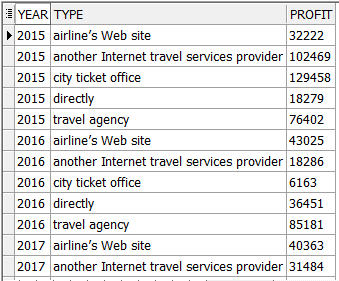 YEAR TYPE PROFIT
2015 airline's Web site 32222
2015 another Internet travel services provider 102469
2015 city ticket office 129458
2015 directly 18279
2015 travel agency 76402
2016 airline's Web site 43025
2016 another Internet travel services provider 18286
2016 city ticket office 6163
2016 directly 36451
2016 travel agency 85181
2017 airline's Web site 40363
2017 another Internet travel services provider 31484